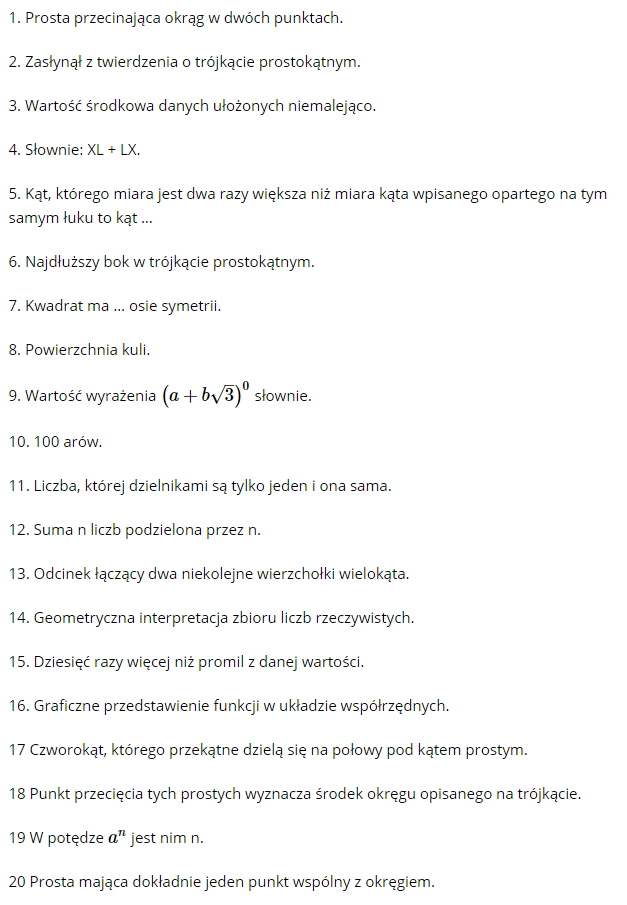 1. Prosta przecinająca okrąg w dwóch punktach.
2. Zasłynął z twierdzenia o trójkącie prostokątnym.
3. Wartość środkowa danych ułożonych niemalejąco.
4. Słownie: XL + LX.
5. Kąt, którego miara jest dwa razy większa niż miara kąta wpisanego opartego na tym
samym łuku to kąt ...
6. Najdłuższy bok w trójkącie prostokątnym.
7. Kwadrat ma ... osie symetrii.
8. Powierzchnia kuli.
9. Wartość wyrażenia (a + b√3)⁰ słownie.
10. 100 arów.
11. Liczba, której dzielnikami są tylko jeden i ona sama.
12. Suma n liczb podzielona przez n.
13. Odcinek łączący dwa niekolejne wierzchołki wielokąta.
14. Geometryczna interpretacja zbioru liczb rzeczywistych.
15. Dziesięć razy więcej niż promil z danej wartości.
16. Graficzne przedstawienie funkcji w układzie współrzędnych.
17 Czworokąt, którego przekątne dzielą się na połowy pod kątem prostym.
18 Punkt przecięcia tych prostych wyznacza środek okręgu opisanego na trójkącie.
19 W potędze aⁿ jest nim n.
20 Prosta mająca dokładnie jeden punkt wspólny z okręgiem.